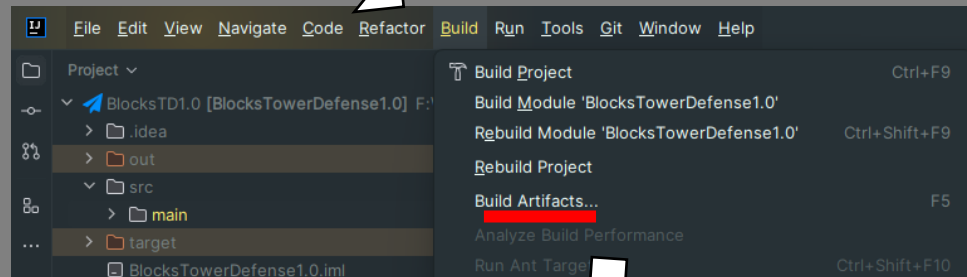 IJ File Edit View Navigate Code Refactor Build Run Tools Git Window Help
Project
BlocksTD1.0 [BlocksTowerDefense1.0] F:\
.idea
out
src
main
target
BlocksTowerDefense1.0.iml
Build Project Ctrl+F9
Build Module 'BlocksTowerDefense1.0'
Rebuild Module 'BlocksTowerDefense1.0' Ctrl+Shift+F9
Rebuild Project
Build Artifacts... F5
Analyze Build Performance
Run Ant Ctrl+Shift+F10